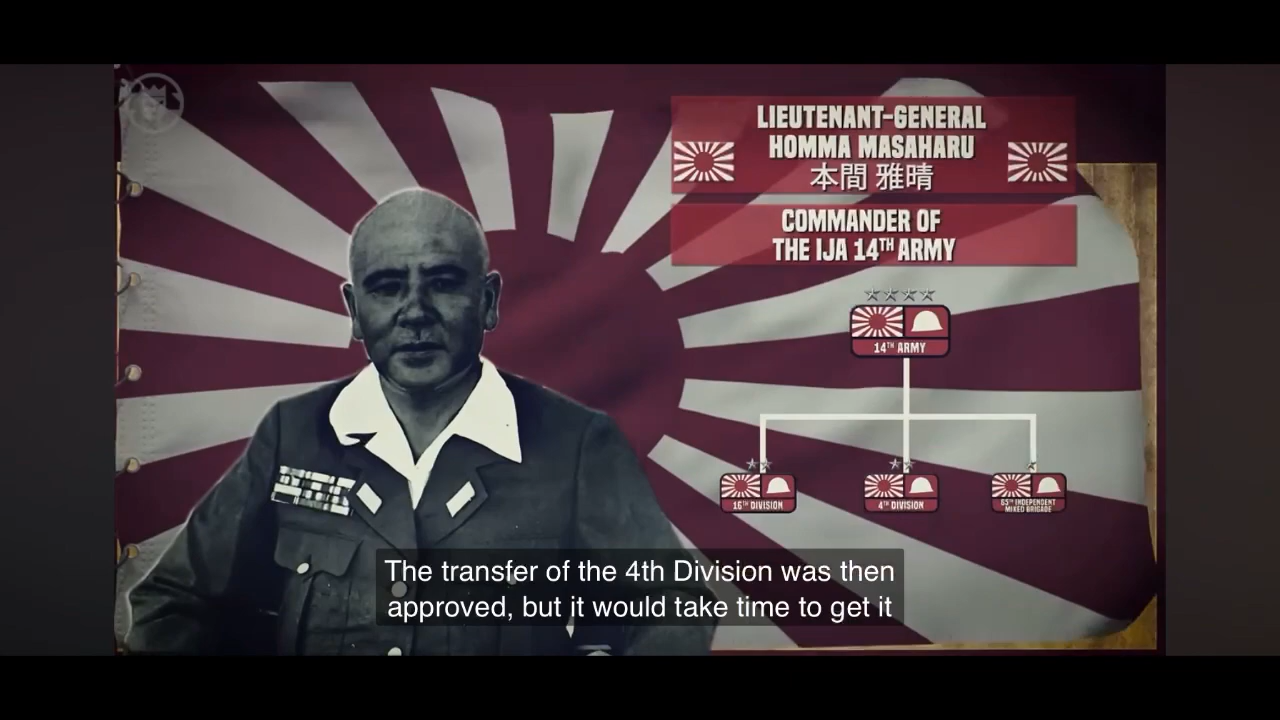 LIEUTENANT-GENERAL
HOMMA MASAHARU
本間 雅晴
COMMANDER OF
THE IJA 14TH ARMY
14TH ARMY
16TH DIVISION
4TH DIVISION
65TH INDEPENDENT
MIXED BRIGADE
The transfer of the 4th Division was then
approved, but it would take time to get it